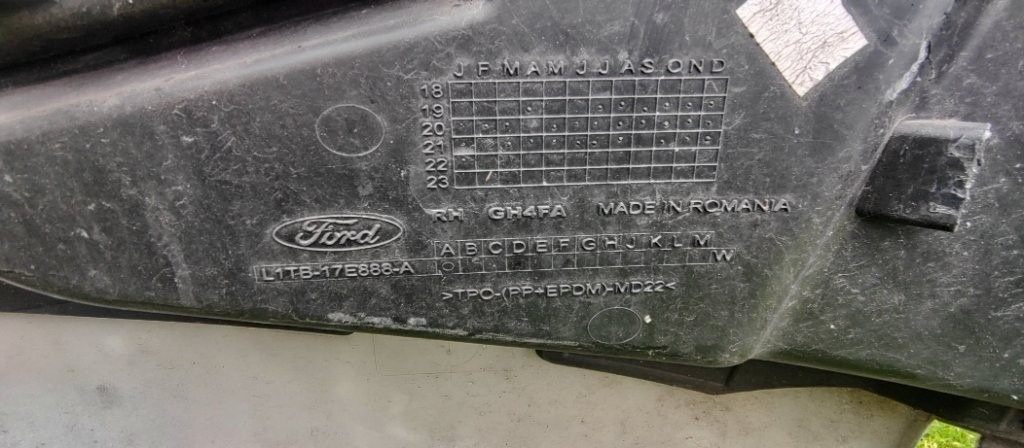 J F M A M J J A S O N D
18
19
20
21
22
23
RH GH4FA MADE IN ROMANIA
Ford
A B C D E F G H J K L M
L1TB-17E888-A W
>TPO-(PP+EPDM)-MD22<